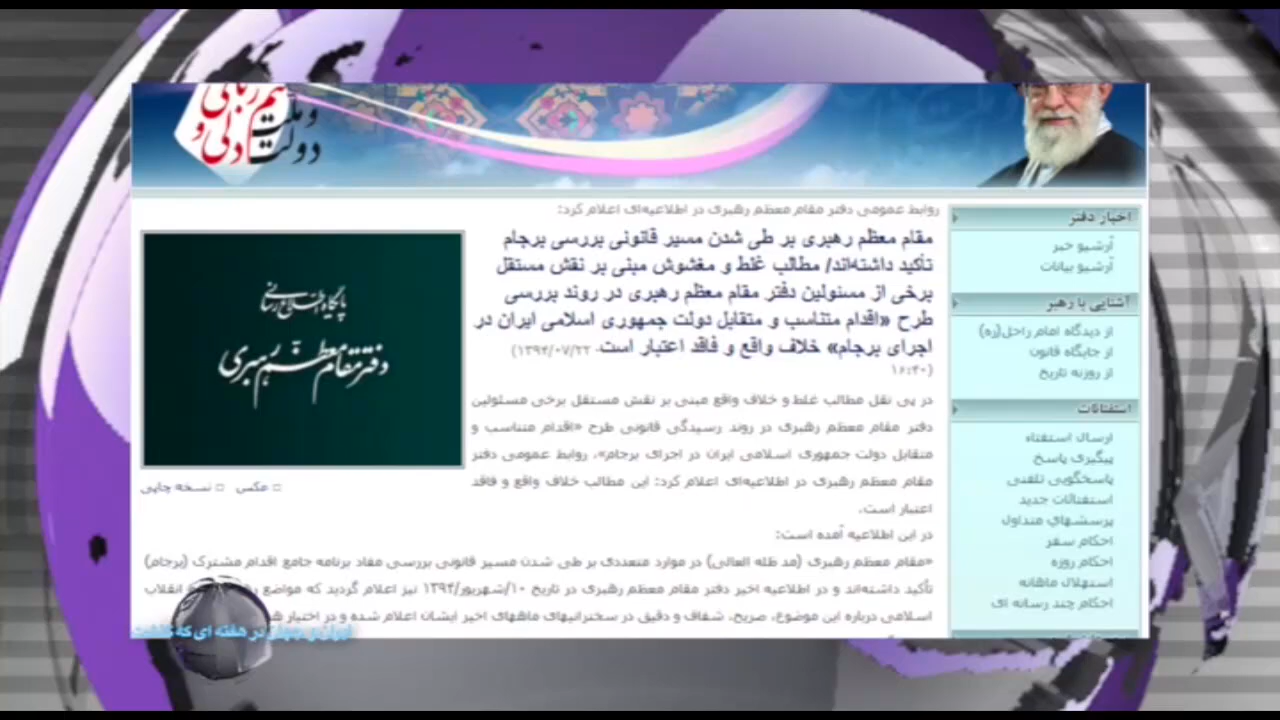 دولت و ملت
روابط عمومی دفتر مقام معظم رهبری در اطلاعیه‌ای اعلام کرد:
مقام معظم رهبری بر طی شدن مسیر قانونی بررسی برجام
تأکید داشته‌اند/ مطالب غلط و مغشوش مبنی بر نقش مستقل
برخی از مسئولین دفتر مقام معظم رهبری در روند بررسی
طرح «اقدام متناسب و متقابل دولت جمهوری اسلامی ایران در
اجرای برجام» خلاف واقع و فاقد اعتبار است. (۱۳۹۴/۰۷/۲۲
۱۶:۴۰)
در پی نقل مطالب غلط و خلاف واقع مبنی بر نقش مستقل برخی مسئولین
دفتر مقام معظم رهبری در روند رسیدگی قانونی طرح «اقدام متناسب و
متقابل دولت جمهوری اسلامی ایران در اجرای برجام»، روابط عمومی دفتر
مقام معظم رهبری در اطلاعیه‌ای اعلام کرد: این مطالب خلاف واقع و فاقد
اعتبار است.
در این اطلاعیه آمده است:
«مقام معظم رهبری (مد ظله العالی) در موارد متعددی بر طی شدن مسیر قانونی بررسی مفاد برنامه جامع اقدام مشترک (برجام)
تأکید داشته‌اند و در اطلاعیه اخیر دفتر مقام معظم رهبری در تاریخ ۱۰/شهریور/۱۳۹۴ نیز اعلام گردید که مواضع انقلاب
اسلامی درباره این موضوع، صریح، شفاف و دقیق در سخنرانیهای ماههای اخیر ایشان اعلام شده و در اختیار
پایگاه اطلاع رسانی
دفتر مقام معظم رهبری
عکس نسخه چاپی
اخبار دفتر
آرشیو خبر
آرشیو بیانات
آشنایی با رهبر
از دیدگاه امام راحل(ره)
از جایگاه قانون
از روزنه تاریخ
استفتائات
ارسال استفتاء
پیگیری پاسخ
پاسخگویی تلفنی
استفتائات جدید
پرسشهای متداول
احکام سفر
احکام روزه
استهلال ماهانه
احکام چند رسانه ای
در هفته ای که گذشت